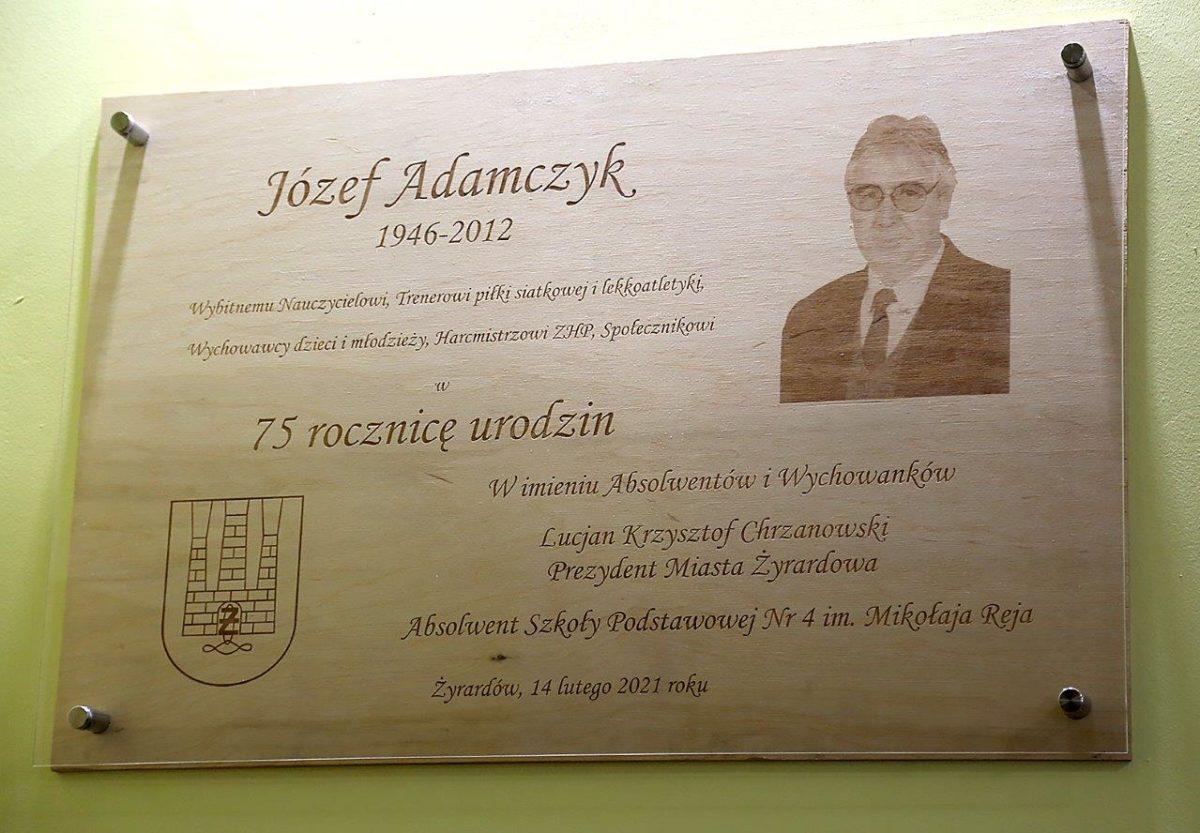 Józef Adamczyk
1946-2012
Wybitnemu Nauczycielowi, Trenerowi piłki siatkowej i lekkoatletyki,
Wychowawcy dzieci i młodzieży, Harcmistrzowi ZHP, Społecznikowi
w
75 rocznicę urodzin
W imieniu Absolwentów i Wychowanków
Lucjan Krzysztof Chrzanowski
Prezydent Miasta Żyrardowa
Absolwent Szkoły Podstawowej Nr 4 im. Mikołaja Reja
Żyrardów, 14 lutego 2021 roku
Ż